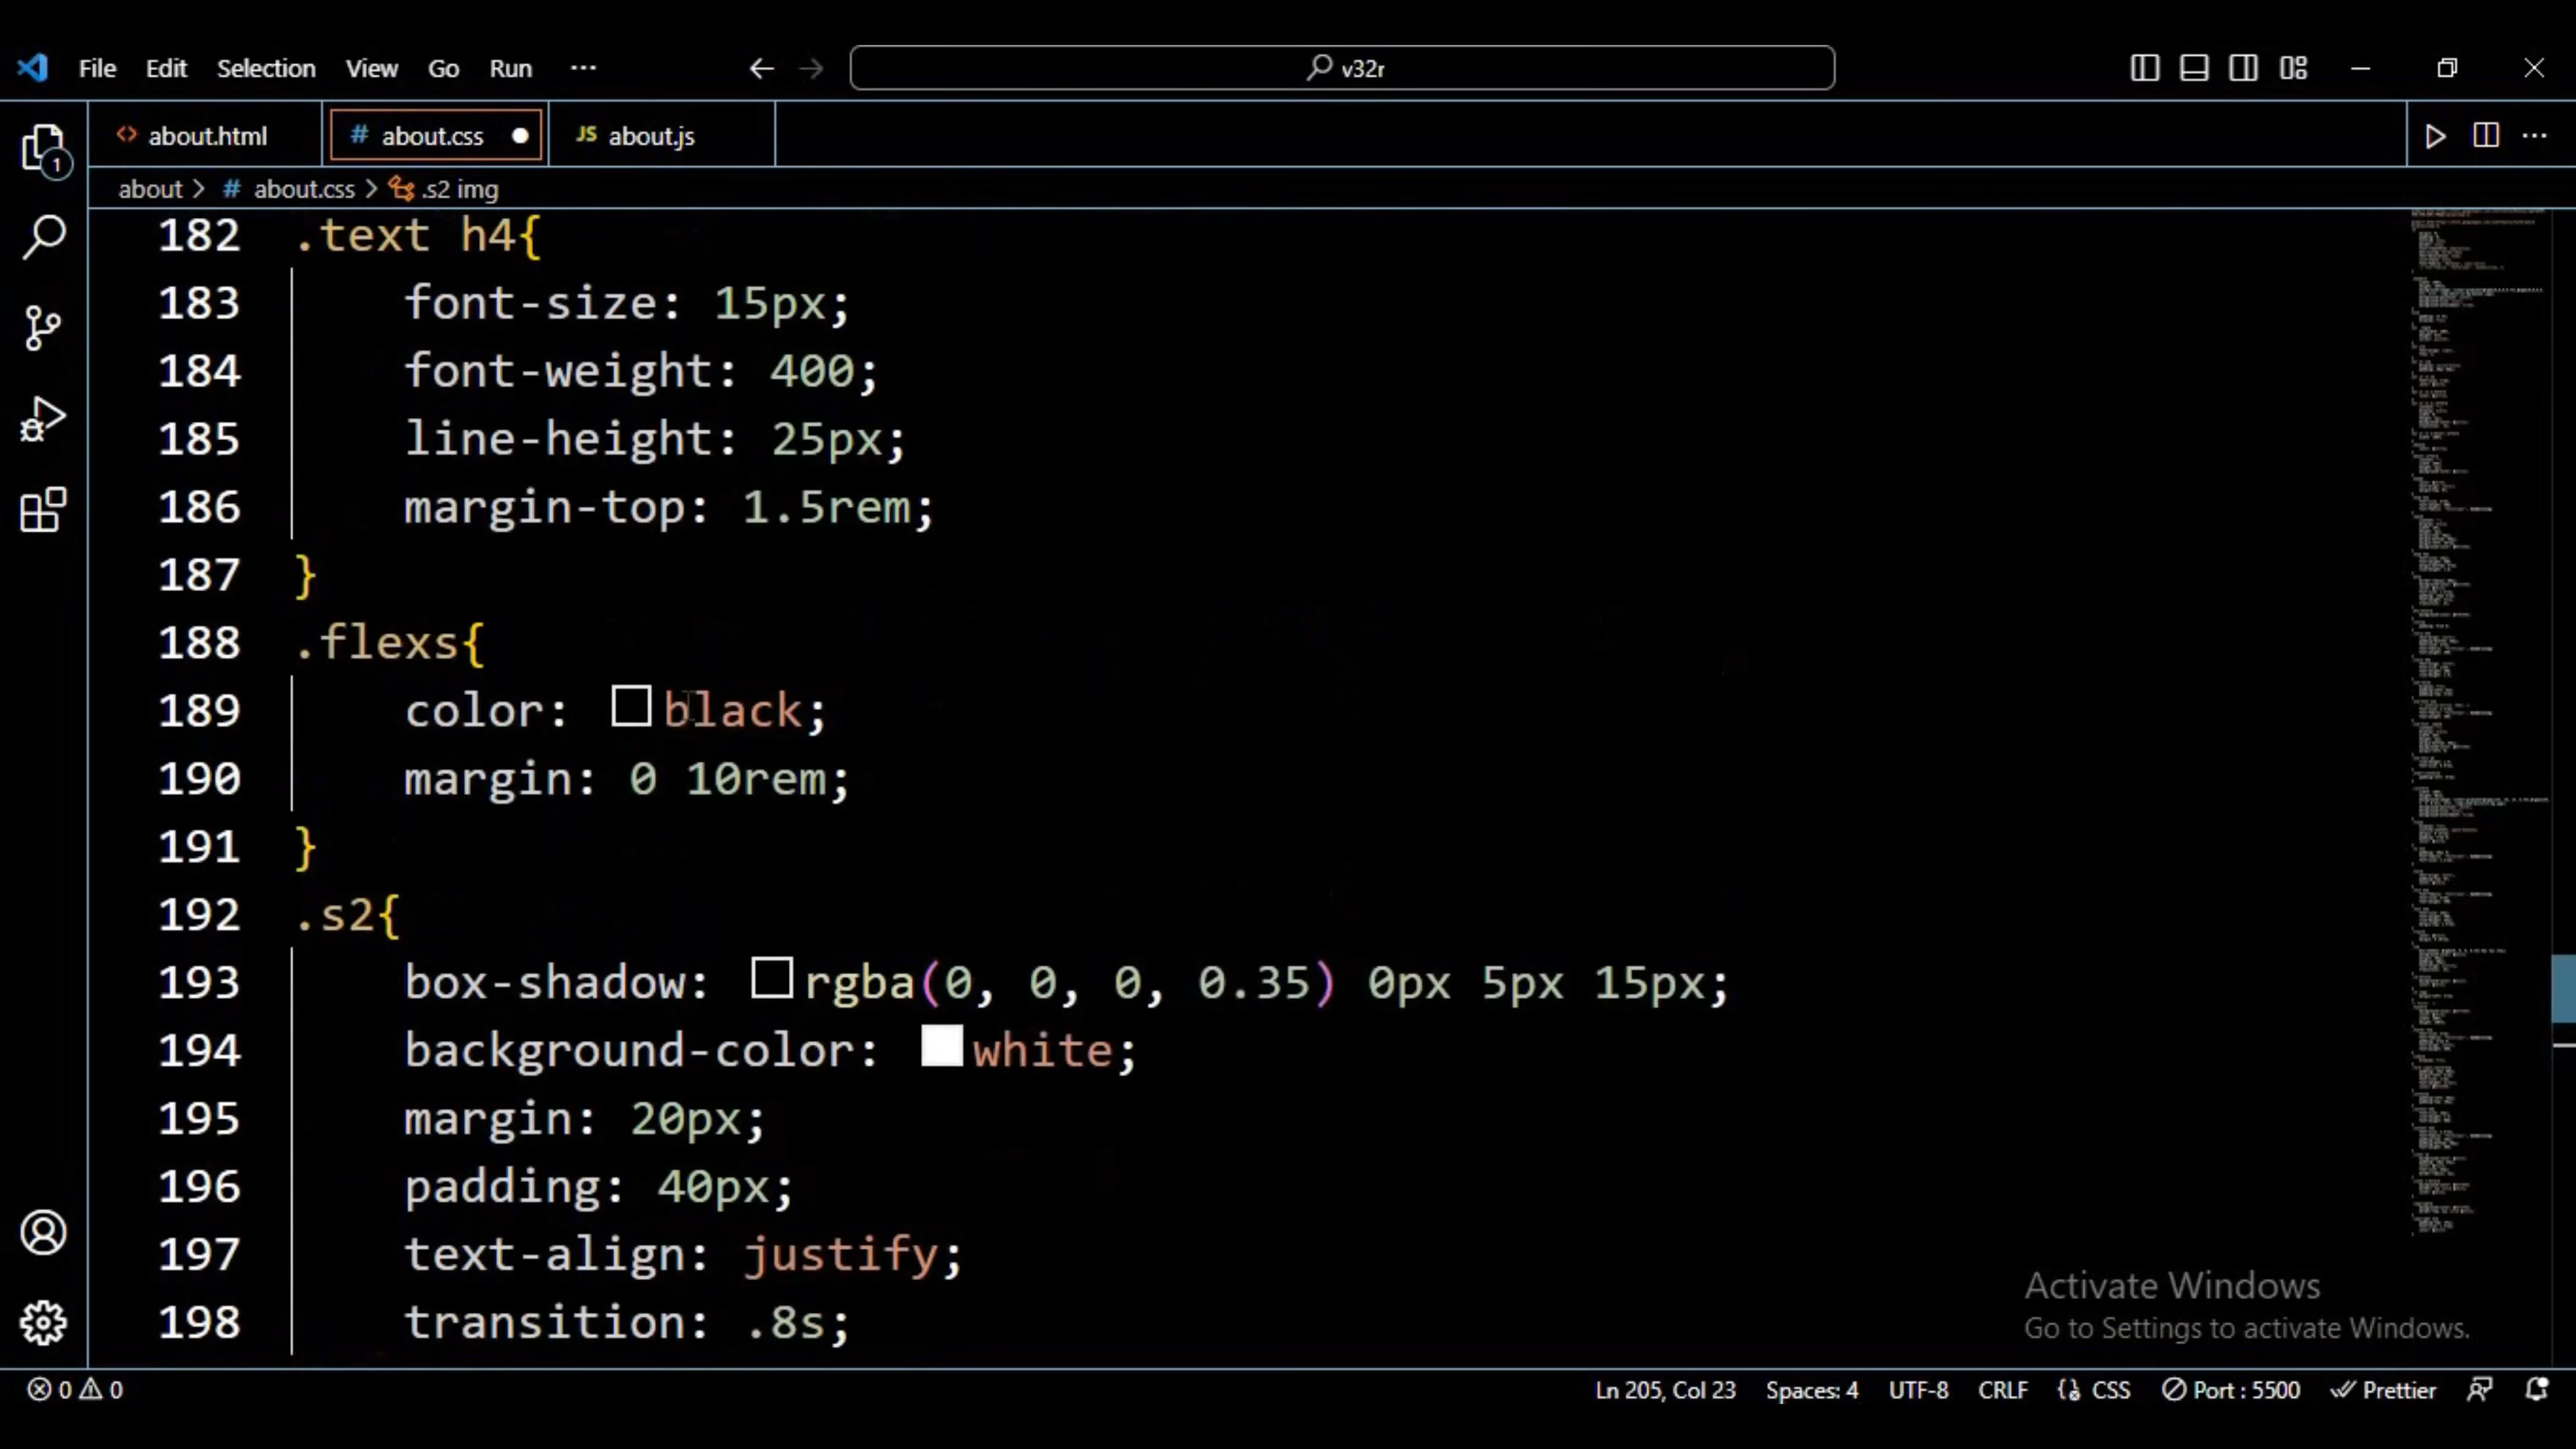 File Edit Selection View Go Run ··· v32r
about.html # about.css JS about.js
about > # about.css > .s2 img
182 .text h4{
183 font-size: 15px;
184 font-weight: 400;
185 line-height: 25px;
186 margin-top: 1.5rem;
187 }
188 .flexs{
189 color: black;
190 margin: 0 10rem;
191 }
192 .s2{
193 box-shadow: rgba(0, 0, 0, 0.35) 0px 5px 15px;
194 background-color: white;
195 margin: 20px;
196 padding: 40px;
197 text-align: justify;
198 transition: .8s;
1
Activate Windows
Go to Settings to activate Windows.
0 0 Ln 205, Col 23 Spaces: 4 UTF-8 CRLF CSS Port : 5500 Prettier